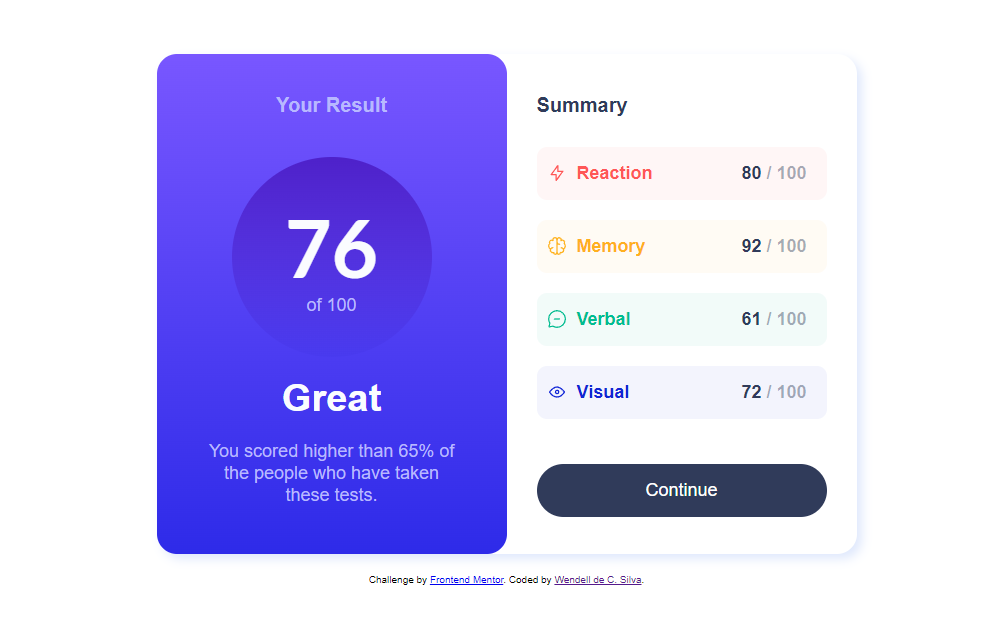 Your Result
76
of 100
Great
You scored higher than 65% of
the people who have taken
these tests.
Summary
Reaction 80 / 100
Memory 92 / 100
Verbal 61 / 100
Visual 72 / 100
Continue
Challenge by Frontend Mentor. Coded by Wendell de C. Silva.